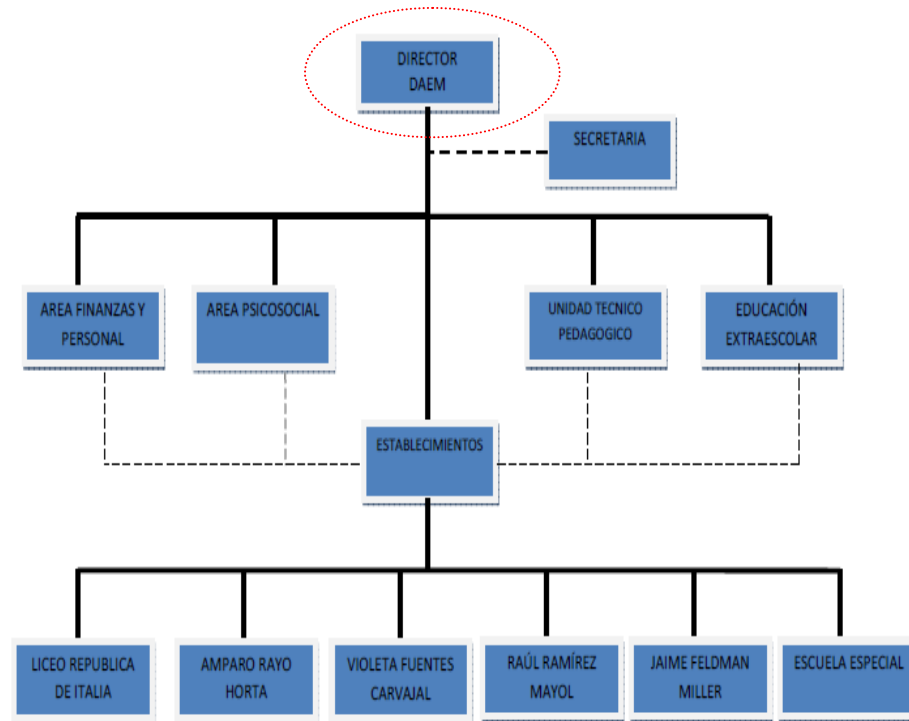 DIRECTOR
DAEM
SECRETARIA
AREA FINANZAS Y
PERSONAL
AREA PSICOSOCIAL
UNIDAD TECNICO
PEDAGOGICO
EDUCACIÓN
EXTRAESCOLAR
ESTABLECIMIENTOS
LICEO REPUBLICA
DE ITALIA
AMPARO RAYO
HORTA
VIOLETA FUENTES
CARVAJAL
RAÚL RAMÍREZ
MAYOL
JAIME FELDMAN
MILLER
ESCUELA ESPECIAL